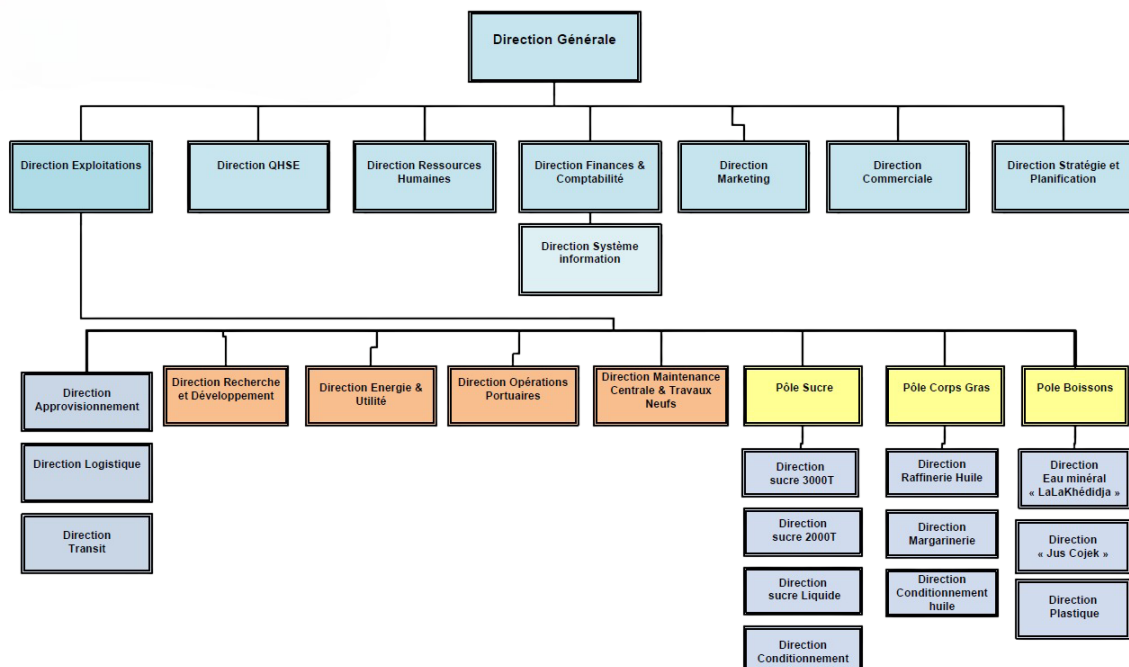 Direction Générale
Direction Exploitations
Direction QHSE
Direction Ressources
Humaines
Direction Finances &
Comptabilité
Direction
Marketing
Direction
Commerciale
Direction Stratégie et
Planification
Direction Système
information
Direction
Approvisionnement
Direction Recherche
et Développement
Direction Energie &
Utilité
Direction Opérations
Portuaires
Direction Maintenance
Centrale & Travaux
Neufs
Pôle Sucre
Pôle Corps Gras
Pole Boissons
Direction Logistique
Direction
Transit
Direction
sucre 3000T
Direction
sucre 2000T
Direction
sucre Liquide
Direction
Conditionnement
Direction
Raffinerie Huile
Direction
Margarinerie
Direction
Conditionnement
huile
Direction
Eau minéral
« LaLaKhédidja »
Direction
« Jus Cojek »
Direction
Plastique